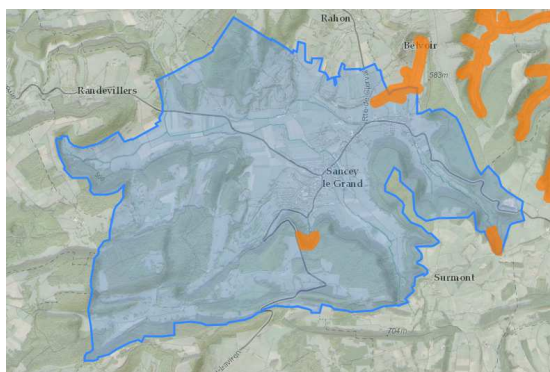 Rahon
Belvoir
583m
Randevillers
Sancey
le Grand
Surmont
704m